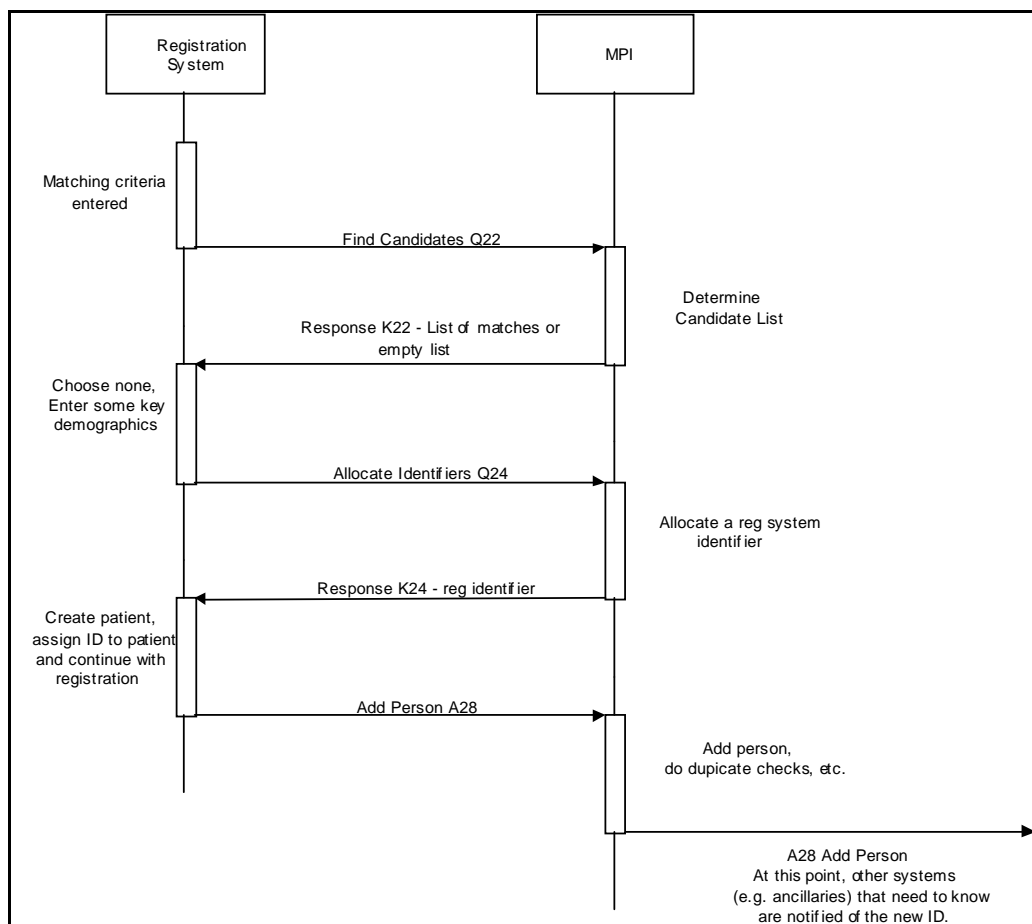 Registration
System
MPI
Matching criteria
entered
Find Candidates Q22
Determine
Candidate List
Response K22 - List of matches or
empty list
Choose none,
Enter some key
demographics
Allocate Identifiers Q24
Allocate a reg system
identifier
Response K24 - reg identifier
Create patient,
assign ID to patient
and continue with
registration
Add Person A28
Add person,
do dupicate checks, etc.
A28 Add Person
At this point, other systems
(e.g. ancillaries) that need to know
are notified of the new ID.